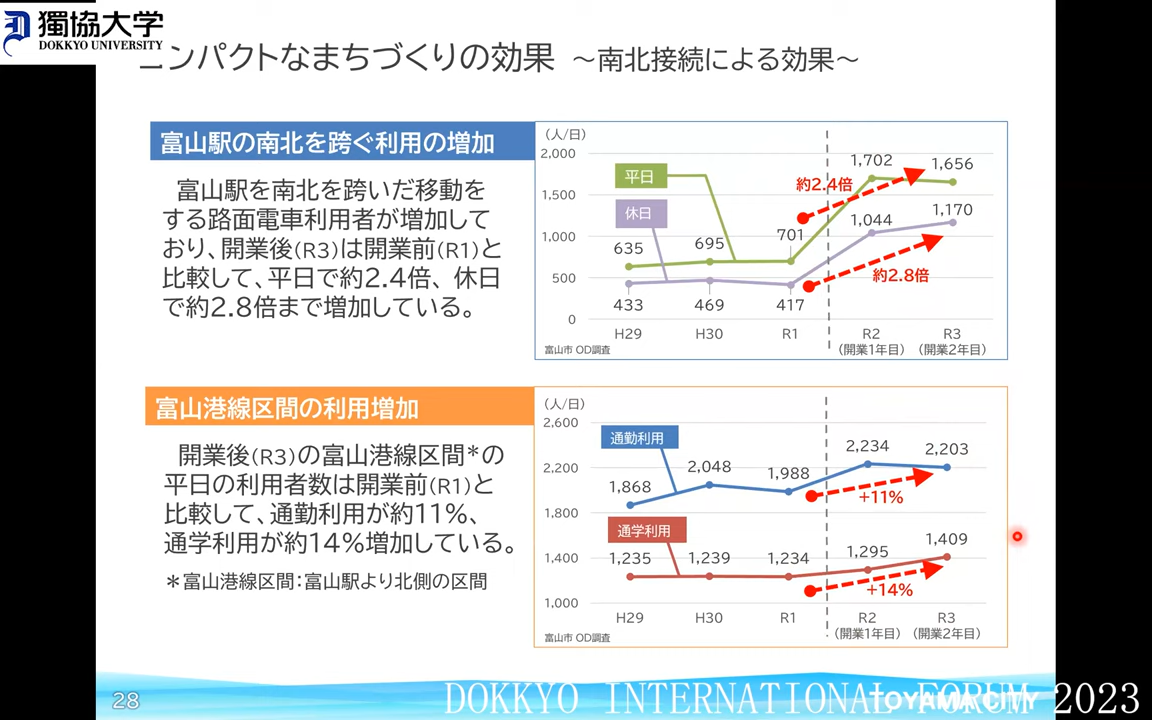 獨協大学
DOKKYO UNIVERSITY
コンパクトなまちづくりの効果 ～南北接続による効果～
富山駅の南北を跨ぐ利用の増加
富山駅を南北を跨いだ移動を
する路面電車利用者が増加して
おり、開業後(R3)は開業前(R1)と
比較して、平日で約2.4倍、休日
で約2.8倍まで増加している。
(人/日)
2,000
1,500
1,000
500
0
平日
休日
635 695 701 1,702 1,656
433 469 417 1,044 1,170
約2.4倍
約2.8倍
H29 H30 R1 R2 R3
(開業1年目) (開業2年目)
富山市 OD調査
富山港線区間の利用増加
開業後(R3)の富山港線区間*の
平日の利用者数は開業前(R1)と
比較して、通勤利用が約11%、
通学利用が約14%増加している。
*富山港線区間：富山駅より北側の区間
(人/日)
2,600
2,200
1,800
1,400
1,000
通勤利用
1,868 2,048 1,988 2,234 2,203
+11%
通学利用
1,235 1,239 1,234 1,295 1,409
+14%
H29 H30 R1 R2 R3
(開業1年目) (開業2年目)
富山市 OD調査
28
TOYAMA CITY
DOKKYO INTERNATIONAL FORUM 2023